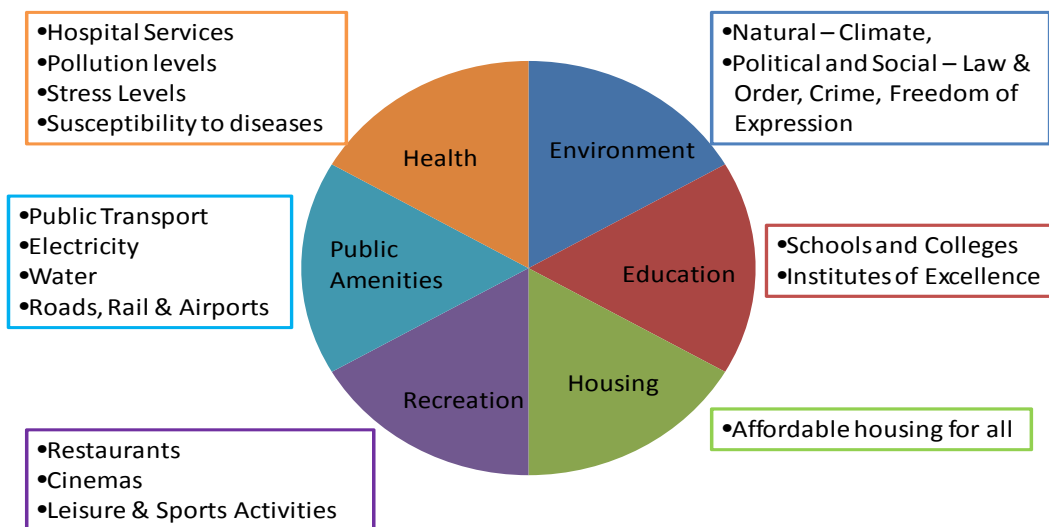 •Hospital Services
•Pollution levels
•Stress Levels
•Susceptibility to diseases
•Natural – Climate,
•Political and Social – Law &
Order, Crime, Freedom of
Expression
Health
Environment
•Public Transport
•Electricity
•Water
•Roads, Rail & Airports
Public
Amenities
Education
•Schools and Colleges
•Institutes of Excellence
Recreation
Housing
•Restaurants
•Cinemas
•Leisure & Sports Activities
•Affordable housing for all